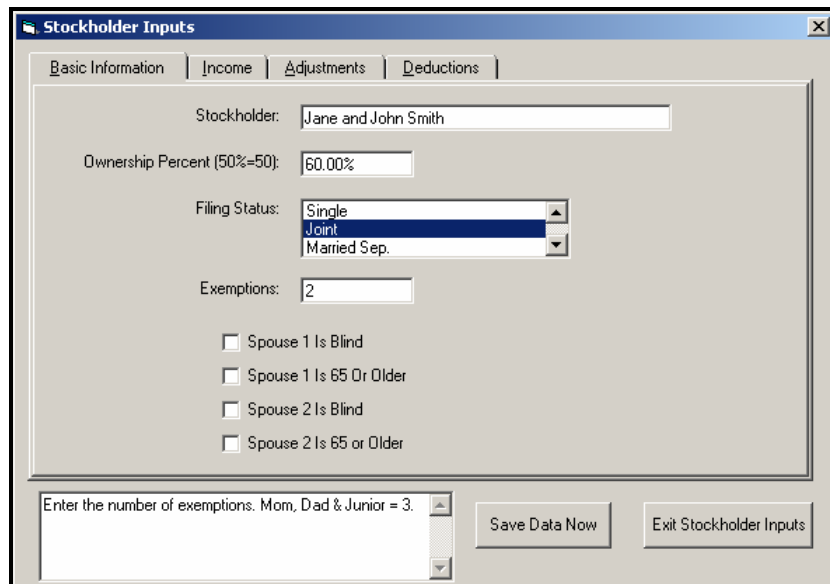 Stockholder Inputs
Basic Information Income Adjustments Deductions
Stockholder: Jane and John Smith
Ownership Percent (50%=50): 60.00%
Filing Status: Single
Joint
Married Sep.
Exemptions: 2
Spouse 1 Is Blind
Spouse 1 Is 65 Or Older
Spouse 2 Is Blind
Spouse 2 Is 65 or Older
Enter the number of exemptions. Mom, Dad & Junior = 3.
Save Data Now Exit Stockholder Inputs